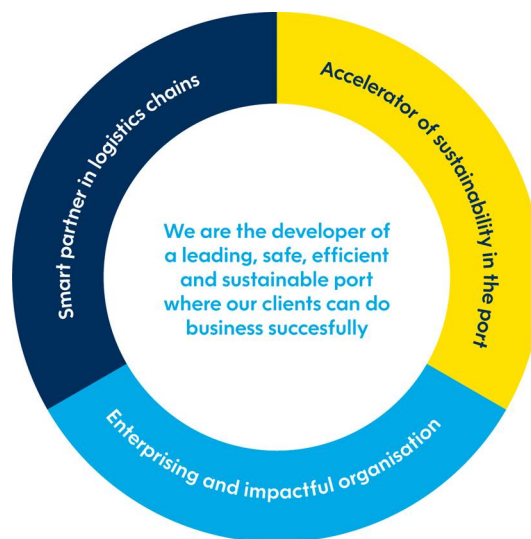 Smart partner in logistics chains
Accelerator of sustainability in the port
We are the developer of
a leading, safe, efficient
and sustainable port
where our clients can do
business succesfully
Enterprising and impactful organisation